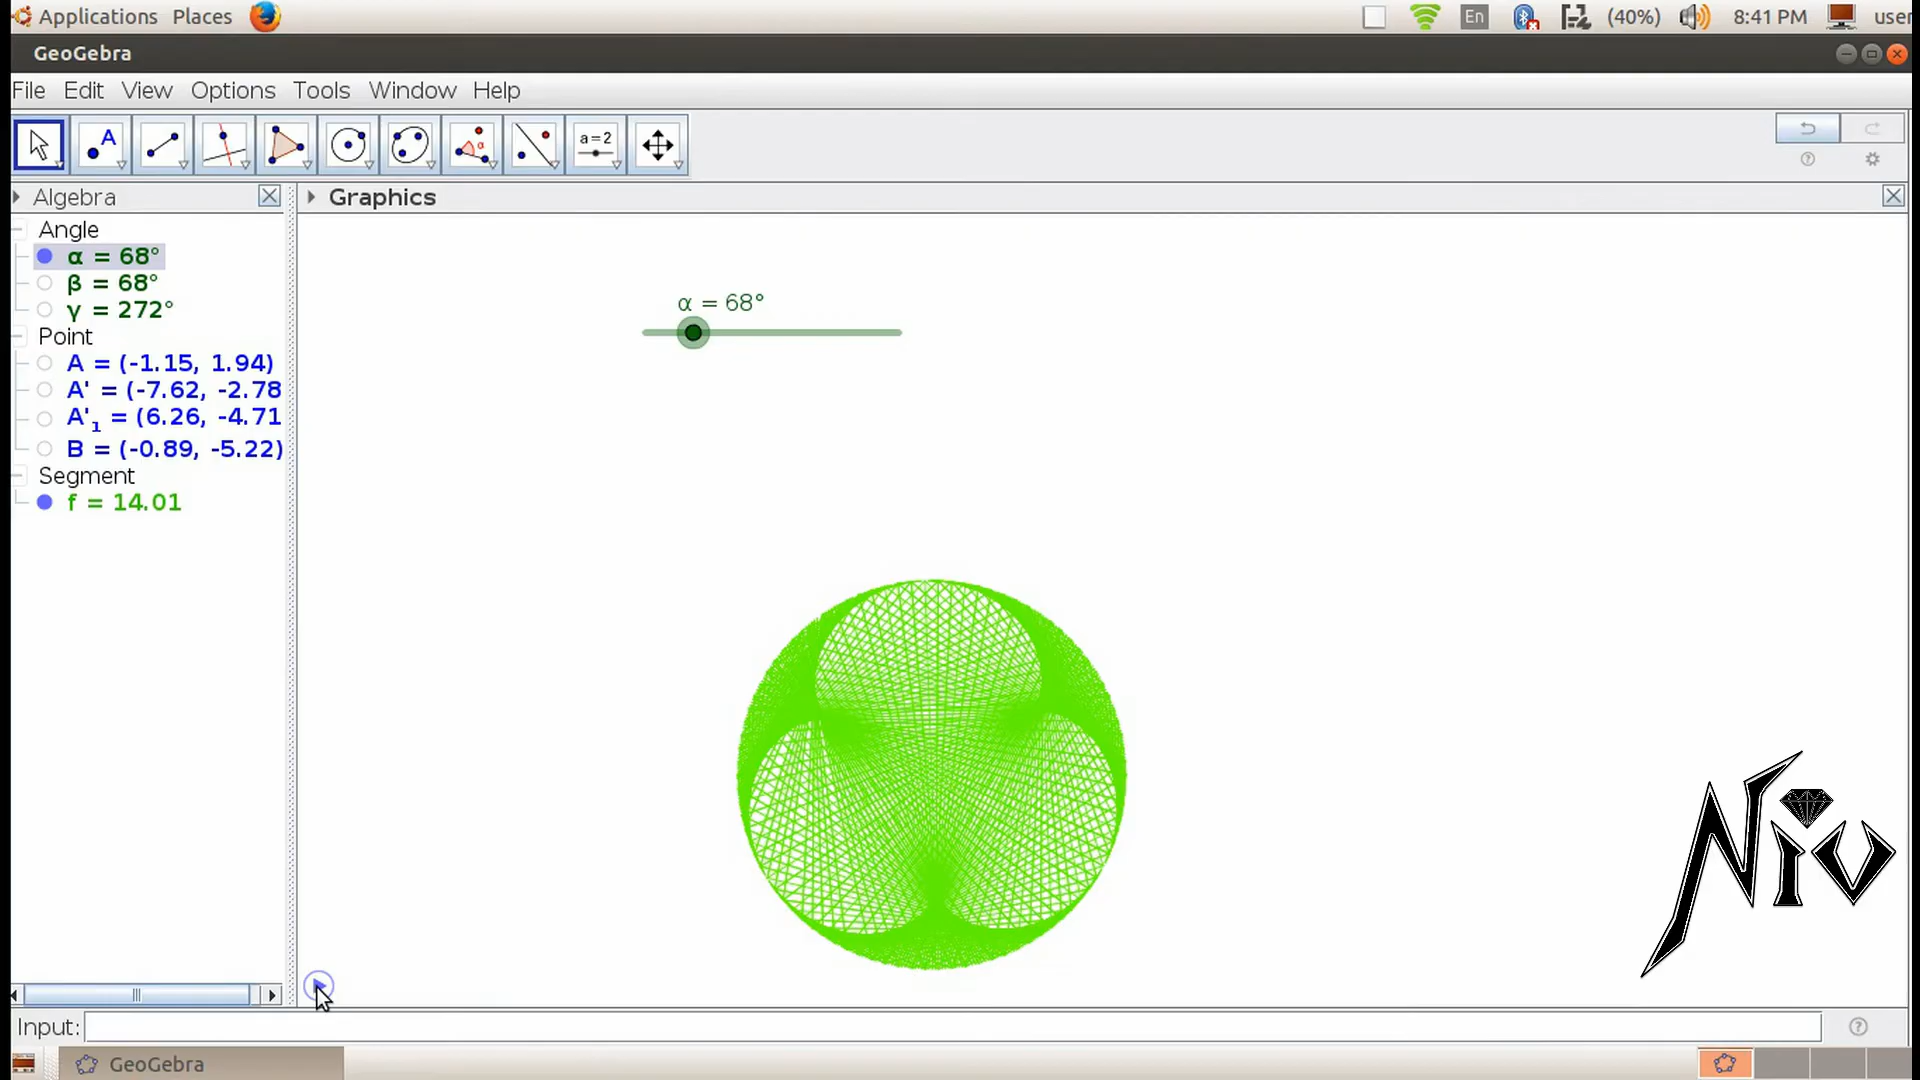 Applications Places
En (40%) 8:41 PM user
GeoGebra
File Edit View Options Tools Window Help
A
α
a=2
Algebra
Graphics
Angle
α = 68°
β = 68°
γ = 272°
Point
A = (-1.15, 1.94)
A' = (-7.62, -2.78
A'₁ = (6.26, -4.71
B = (-0.89, -5.22)
Segment
f = 14.01
α = 68°
Niv
Input:
GeoGebra